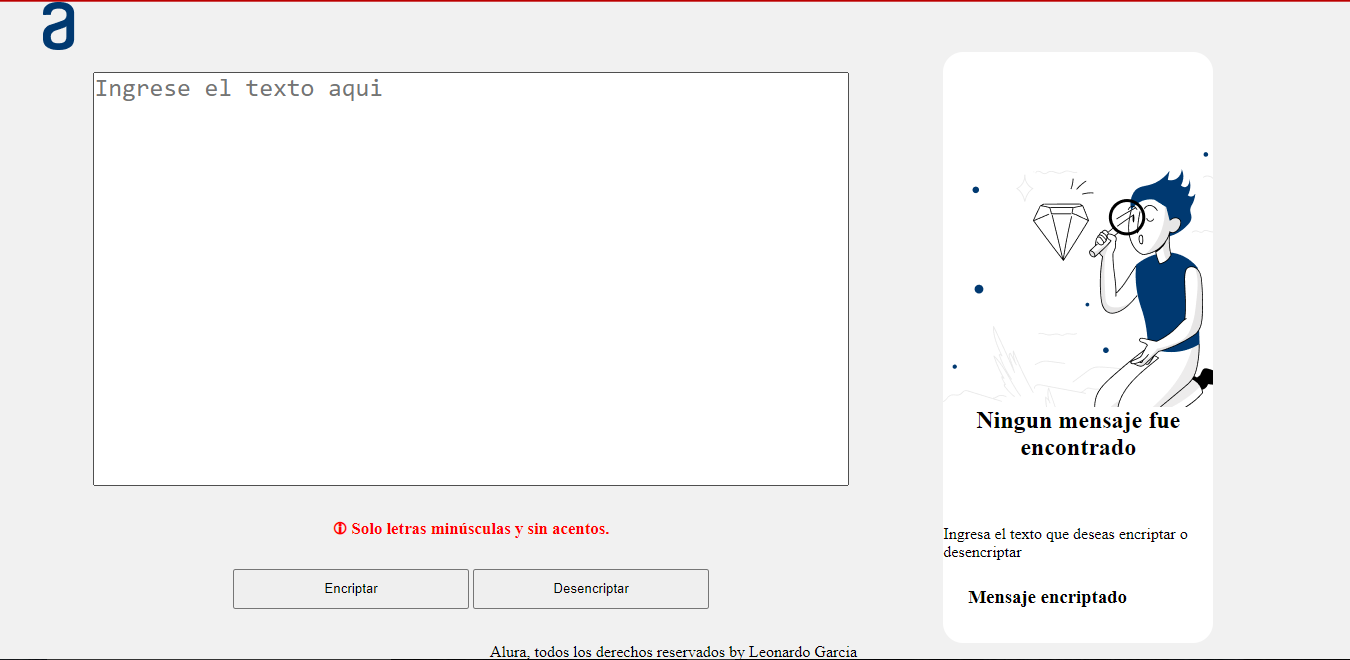 a
Ingrese el texto aqui
Solo letras minúsculas y sin acentos.
Encriptar
Desencriptar
Ningun mensaje fue
encontrado
Ingresa el texto que deseas encriptar o
desencriptar
Mensaje encriptado
Alura, todos los derechos reservados by Leonardo Garcia